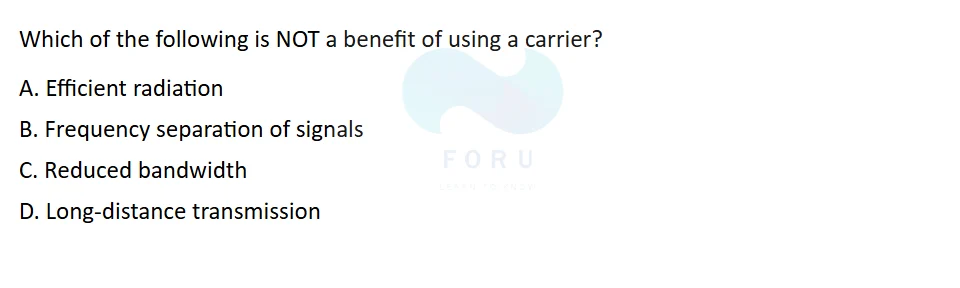 Which of the following is NOT a benefit of using a carrier?
A. Efficient radiation
B. Frequency separation of signals
C. Reduced bandwidth
D. Long-distance transmission
FORU